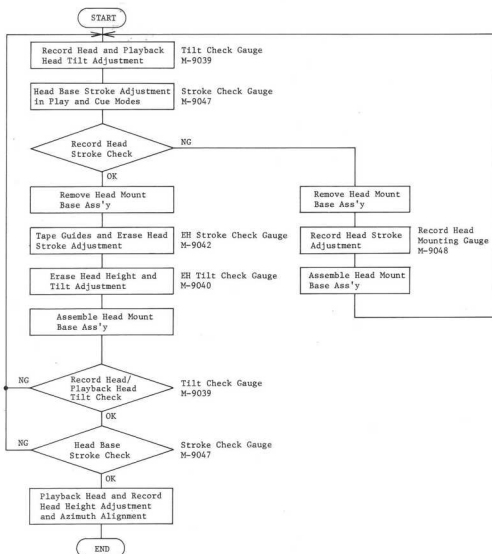 START
Record Head and Playback
Head Tilt Adjustment
Tilt Check Gauge
M-9039
Head Base Stroke Adjustment
in Play and Cue Modes
Stroke Check Gauge
M-9047
Record Head
Stroke Check
NG
OK
Remove Head Mount
Base Ass'y
Remove Head Mount
Base Ass'y
Tape Guides and Erase Head
Stroke Adjustment
EH Stroke Check Gauge
M-9042
Record Head Stroke
Adjustment
Record Head
Mounting Gauge
M-9048
Erase Head Height and
Tilt Adjustment
EH Tilt Check Gauge
M-9040
Assemble Head Mount
Base Ass'y
Assemble Head Mount
Base Ass'y
NG
Record Head/
Playback Head
Tilt Check
Tilt Check Gauge
M-9039
OK
NG
Head Base
Stroke Check
Stroke Check Gauge
M-9047
OK
Playback Head and Record
Head Height Adjustment
and Azimuth Alignment
END